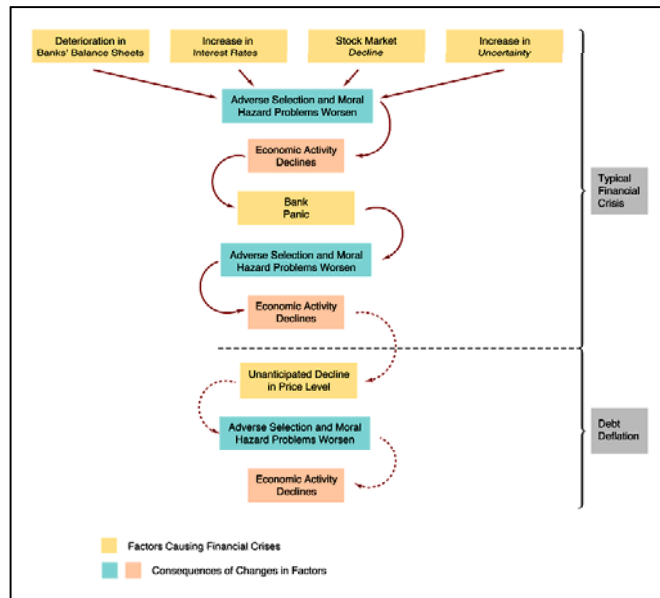 Deterioration in
Banks' Balance Sheets
Increase in
Interest Rates
Stock Market
Decline
Increase in
Uncertainty
Adverse Selection and Moral
Hazard Problems Worsen
Economic Activity
Declines
Typical
Financial
Crisis
Bank
Panic
Adverse Selection and Moral
Hazard Problems Worsen
Economic Activity
Declines
Unanticipated Decline
in Price Level
Adverse Selection and Moral
Hazard Problems Worsen
Debt
Deflation
Economic Activity
Declines
Factors Causing Financial Crises
Consequences of Changes in Factors